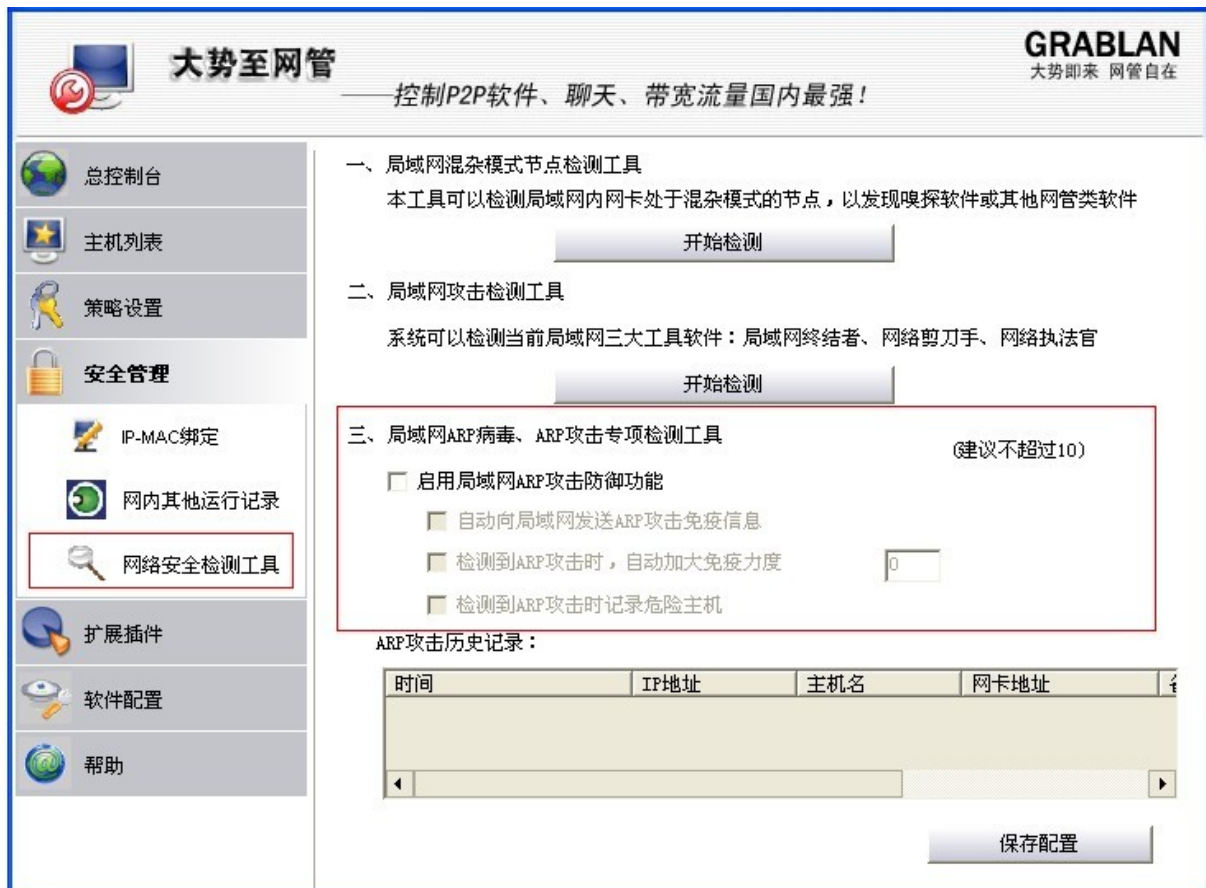 大势至网管
——控制P2P软件、聊天、带宽流量国内最强!
GRABLAN
大势即来 网管自在
总控制台
主机列表
策略设置
安全管理
IP-MAC绑定
网内其他运行记录
网络安全检测工具
扩展插件
软件配置
帮助
一、局域网混杂模式节点检测工具
本工具可以检测局域网内网卡处于混杂模式的节点,以发现嗅探软件或其他网管类软件
开始检测
二、局域网攻击检测工具
系统可以检测当前局域网三大工具软件:局域网终结者、网络剪刀手、网络执法官
开始检测
三、局域网ARP病毒、ARP攻击专项检测工具
(建议不超过10)
启用局域网ARP攻击防御功能
自动向局域网发送ARP攻击免疫信息
检测到ARP攻击时,自动加大免疫力度 0
检测到ARP攻击时记录危险主机
ARP攻击历史记录:
时间 IP地址 主机名 网卡地址
保存配置